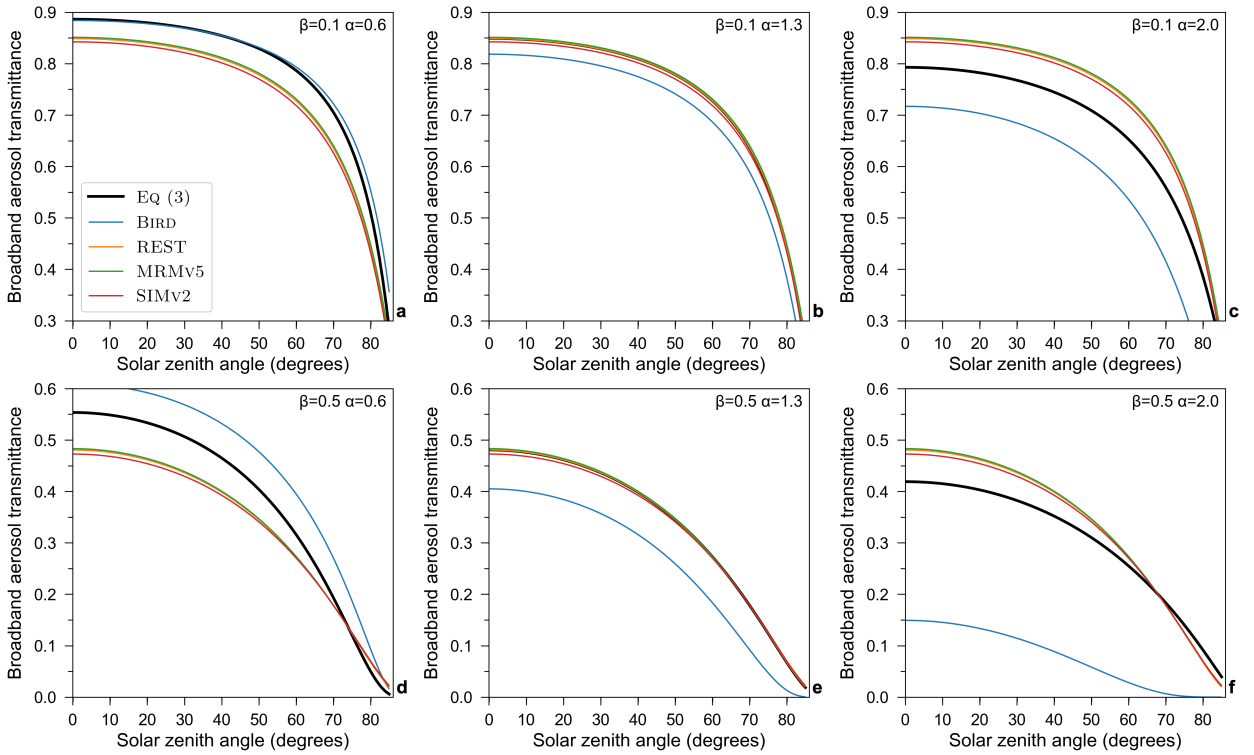 Broadband aerosol transmittance
0.9
0.8
0.7
0.6
0.5
0.4
0.3
β=0.1 α=0.6
Eq (3)
Bird
REST
MRMv5
SIMv2
a
0 10 20 30 40 50 60 70 80
Solar zenith angle (degrees)
Broadband aerosol transmittance
0.9
0.8
0.7
0.6
0.5
0.4
0.3
β=0.1 α=1.3
b
0 10 20 30 40 50 60 70 80
Solar zenith angle (degrees)
Broadband aerosol transmittance
0.9
0.8
0.7
0.6
0.5
0.4
0.3
β=0.1 α=2.0
c
0 10 20 30 40 50 60 70 80
Solar zenith angle (degrees)
Broadband aerosol transmittance
0.6
0.5
0.4
0.3
0.2
0.1
0.0
β=0.5 α=0.6
d
0 10 20 30 40 50 60 70 80
Solar zenith angle (degrees)
Broadband aerosol transmittance
0.6
0.5
0.4
0.3
0.2
0.1
0.0
β=0.5 α=1.3
e
0 10 20 30 40 50 60 70 80
Solar zenith angle (degrees)
Broadband aerosol transmittance
0.6
0.5
0.4
0.3
0.2
0.1
0.0
β=0.5 α=2.0
f
0 10 20 30 40 50 60 70 80
Solar zenith angle (degrees)